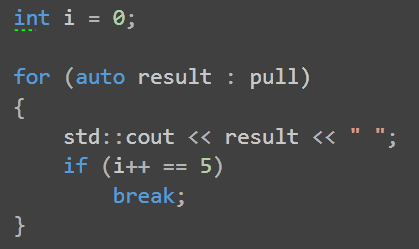 int i = 0;
for (auto result : pull)
{
std::cout << result << " ";
if (i++ == 5)
break;
}